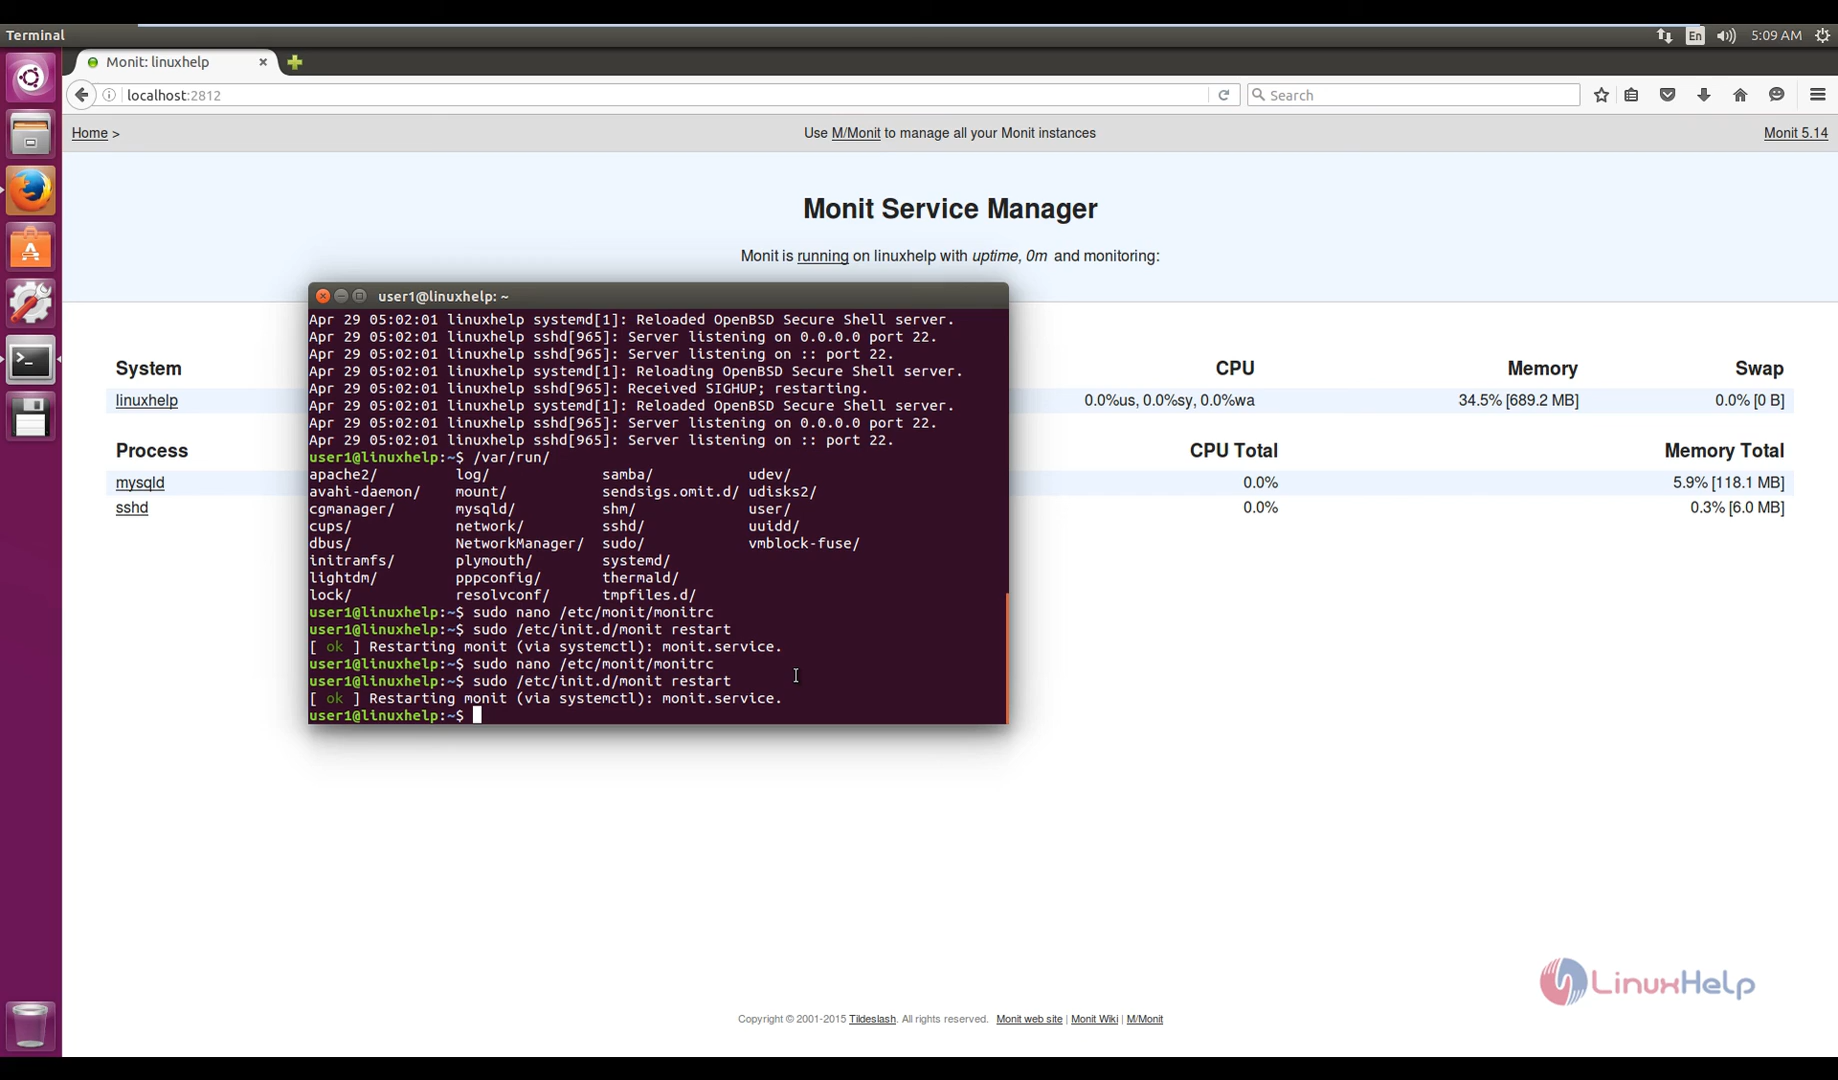 Terminal
En
5:09 AM
Monit: linuxhelp
localhost:2812
Search
Home >
Use M/Monit to manage all your Monit instances
Monit 5.14
Monit Service Manager
Monit is running on linuxhelp with uptime, 0m and monitoring:
user1@linuxhelp: ~
Apr 29 05:02:01 linuxhelp systemd[1]: Reloaded OpenBSD Secure Shell server.
Apr 29 05:02:01 linuxhelp sshd[965]: Server listening on 0.0.0.0 port 22.
Apr 29 05:02:01 linuxhelp sshd[965]: Server listening on :: port 22.
Apr 29 05:02:01 linuxhelp systemd[1]: Reloading OpenBSD Secure Shell server.
Apr 29 05:02:01 linuxhelp sshd[965]: Received SIGHUP; restarting.
Apr 29 05:02:01 linuxhelp systemd[1]: Reloaded OpenBSD Secure Shell server.
Apr 29 05:02:01 linuxhelp sshd[965]: Server listening on 0.0.0.0 port 22.
Apr 29 05:02:01 linuxhelp sshd[965]: Server listening on :: port 22.
user1@linuxhelp:~$ /var/run/
apache2/ log/ samba/ udev/
avahi-daemon/ mount/ sendsigs.omit.d/ udisks2/
cgmanager/ mysqld/ shm/ user/
cups/ network/ sshd/ uuidd/
dbus/ NetworkManager/ sudo/ vmblock-fuse/
initramfs/ plymouth/ systemd/
lightdm/ pppconfig/ thermald/
lock/ resolvconf/ tmpfiles.d/
user1@linuxhelp:~$ sudo nano /etc/monit/monitrc
user1@linuxhelp:~$ sudo /etc/init.d/monit restart
[ ok ] Restarting monit (via systemctl): monit.service.
user1@linuxhelp:~$ sudo nano /etc/monit/monitrc
user1@linuxhelp:~$ sudo /etc/init.d/monit restart
[ ok ] Restarting monit (via systemctl): monit.service.
user1@linuxhelp:~$
System CPU Memory Swap
linuxhelp 0.0%us, 0.0%sy, 0.0%wa 34.5% [689.2 MB] 0.0% [0 B]
Process CPU Total Memory Total
mysqld 0.0% 5.9% [118.1 MB]
sshd 0.0% 0.3% [6.0 MB]
LinuxHelp
Copyright © 2001-2015 Tildeslash. All rights reserved. Monit web site | Monit Wiki | M/Monit